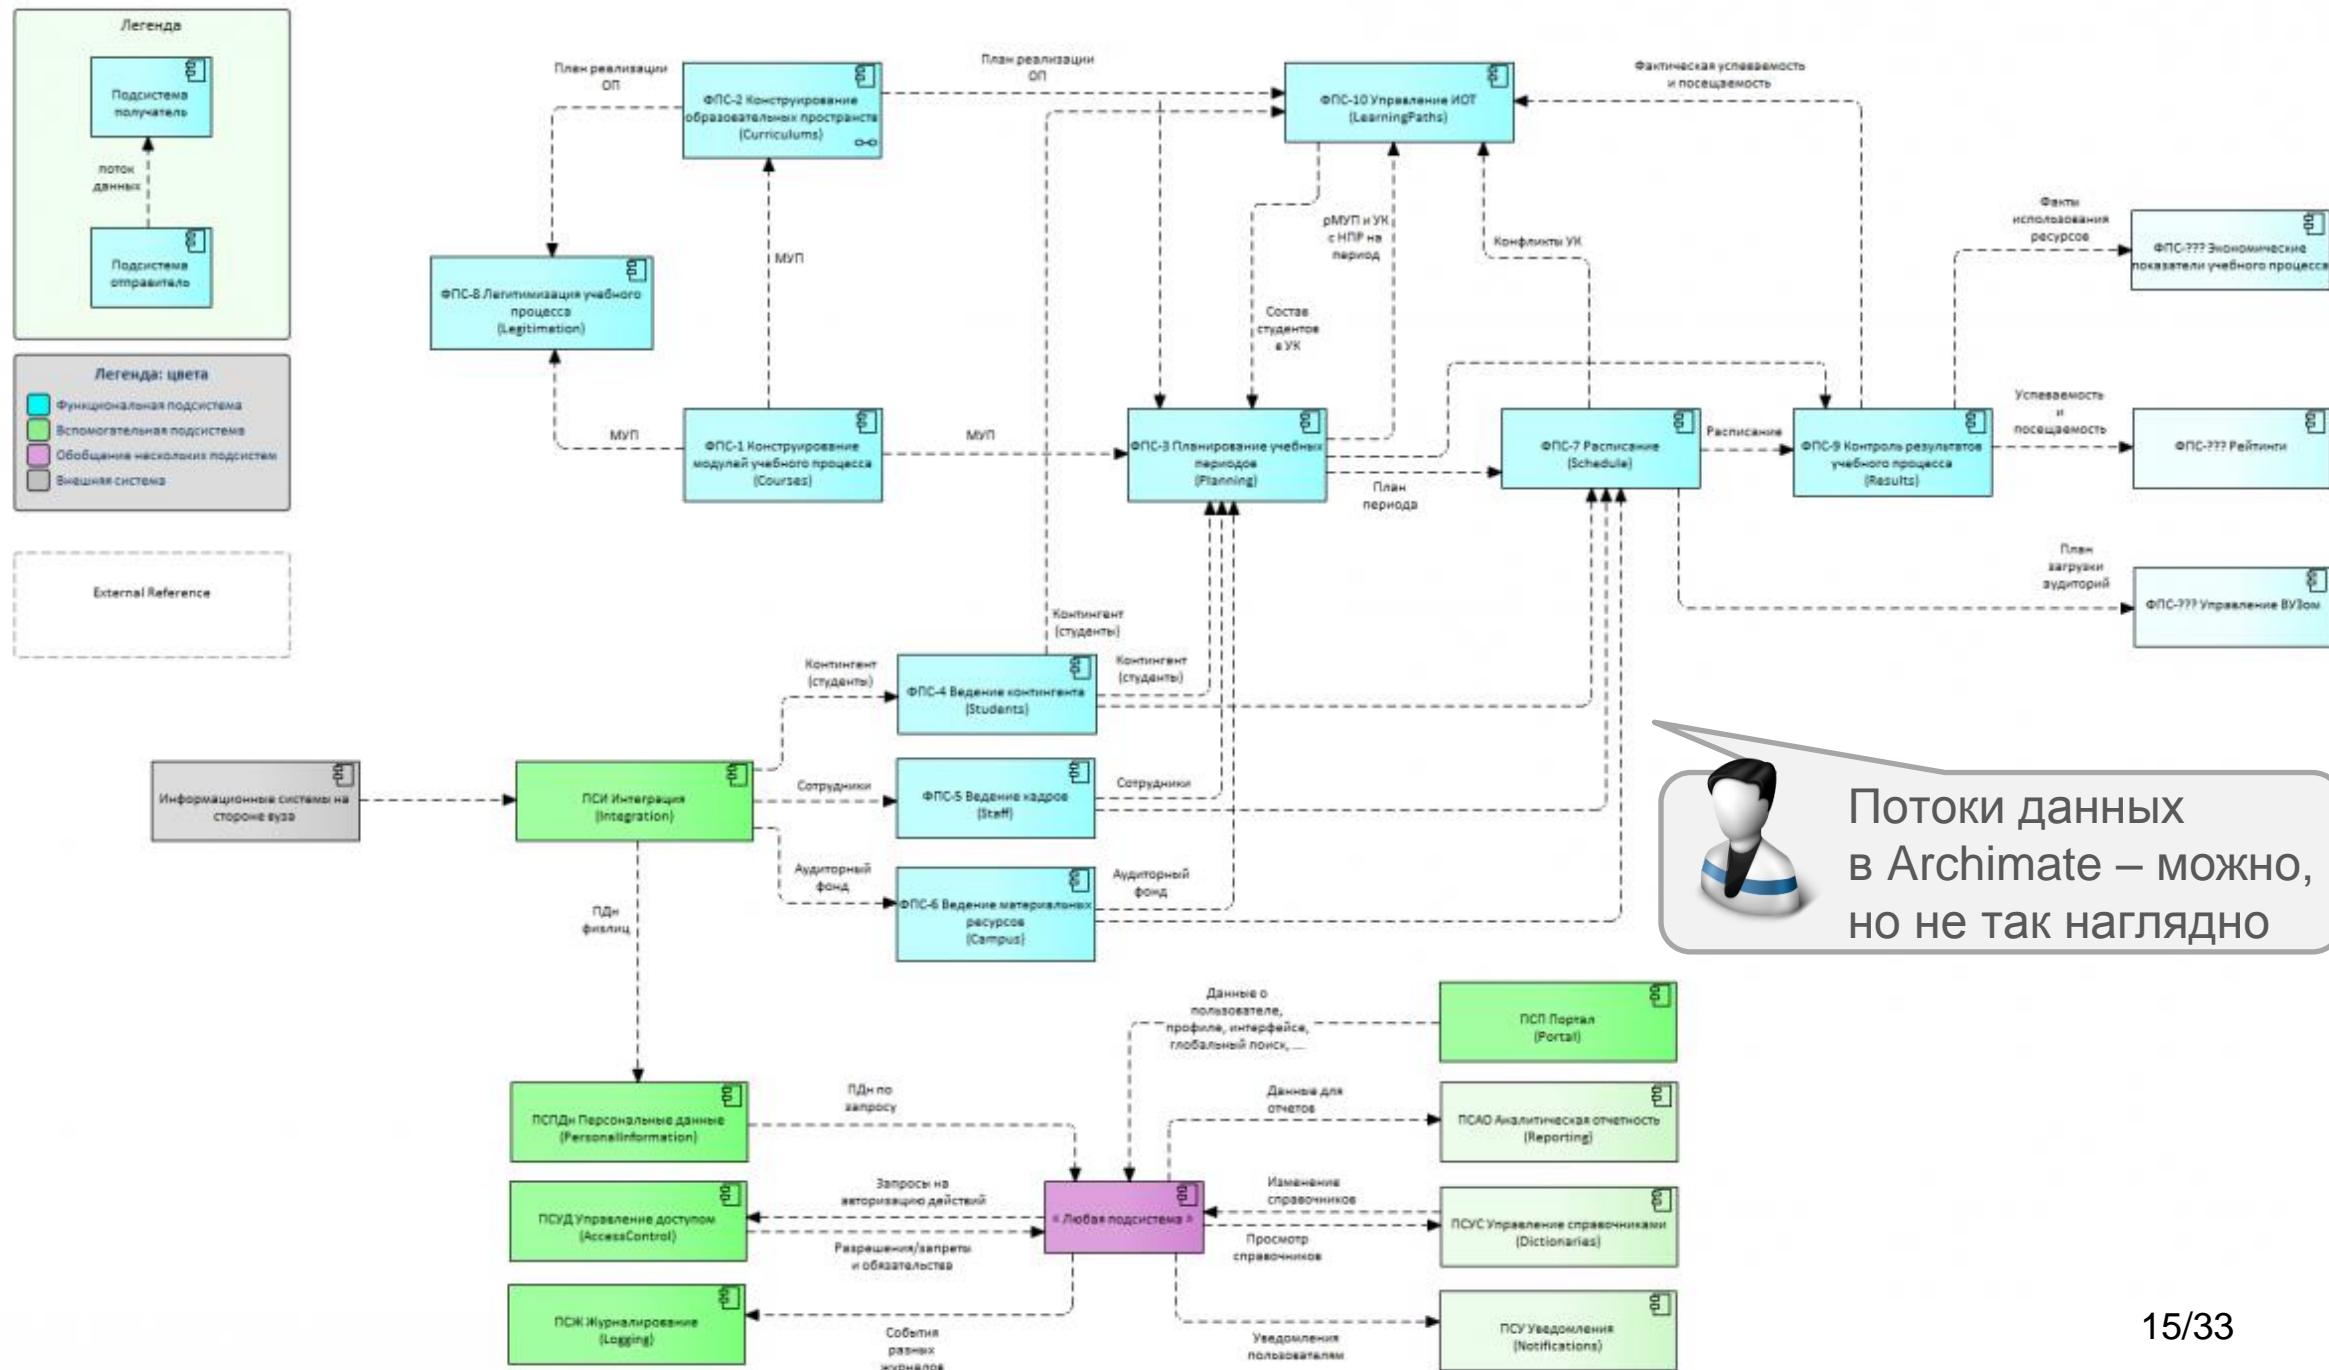 Легенда
Подсистема
получатель
поток
данных
Подсистема
отправитель
Легенда: цвета
Функциональная подсистема
Вспомогательная подсистема
Обобщение нескольких подсистем
Внешняя система
External Reference
План реализации
ОП
ФПС-2 Конструирование
образовательных пространств
(Curriculums)
План реализации
ОП
ФПС-10 Управление ИОТ
(LearningPaths)
Фактическая успеваемость
и посещаемость
ФПС-8 Легитимизация учебного
процесса
(Legitimation)
МУП
рМУП и УК
с НПР на
период
Конфликты УК
Факты
использования
ресурсов
ФПС-??? Экономические
показатели учебного процесса
Состав
студентов
в УК
МУП
ФПС-1 Конструирование
модулей учебного процесса
(Courses)
МУП
ФПС-3 Планирование учебных
периодов
(Planning)
План
периода
ФПС-7 Расписание
(Schedule)
Расписание
ФПС-9 Контроль результатов
учебного процесса
(Results)
Успеваемость
и
посещаемость
ФПС-??? Рейтинги
План
загрузки
аудиторий
ФПС-??? Управление ВУЗом
Контингент
(студенты)
Контингент
(студенты)
ФПС-4 Ведение контингента
(Students)
Контингент
(студенты)
Информационные системы на
стороне вуза
ПСИ Интеграция
(Integration)
Сотрудники
ФПС-5 Ведение кадров
(Staff)
Сотрудники
Аудиторный
фонд
ФПС-6 Ведение материальных
ресурсов
(Campus)
Аудиторный
фонд
Потоки данных
в Archimate – можно,
но не так наглядно
ПДн
физлиц
Данные о
пользователе,
профиле, интерфейсе,
глобальный поиск, ....
ПСП Портал
(Portal)
ПСПДн Персональные данные
(PersonalInformation)
ПДн по
запросу
Данные для
отчетов
ПСАО Аналитическая отчетность
(Reporting)
ПСУД Управление доступом
(AccessControl)
Запросы на
авторизацию действий
Разрешения/запреты
и обязательства
« Любая подсистема »
Изменение
справочников
Просмотр
справочников
ПСУС Управление справочниками
(Dictionaries)
ПСЖ Журналирование
(Logging)
События
разных
журналов
Уведомления
пользователям
ПСУ Уведомления
(Notifications)
15/33